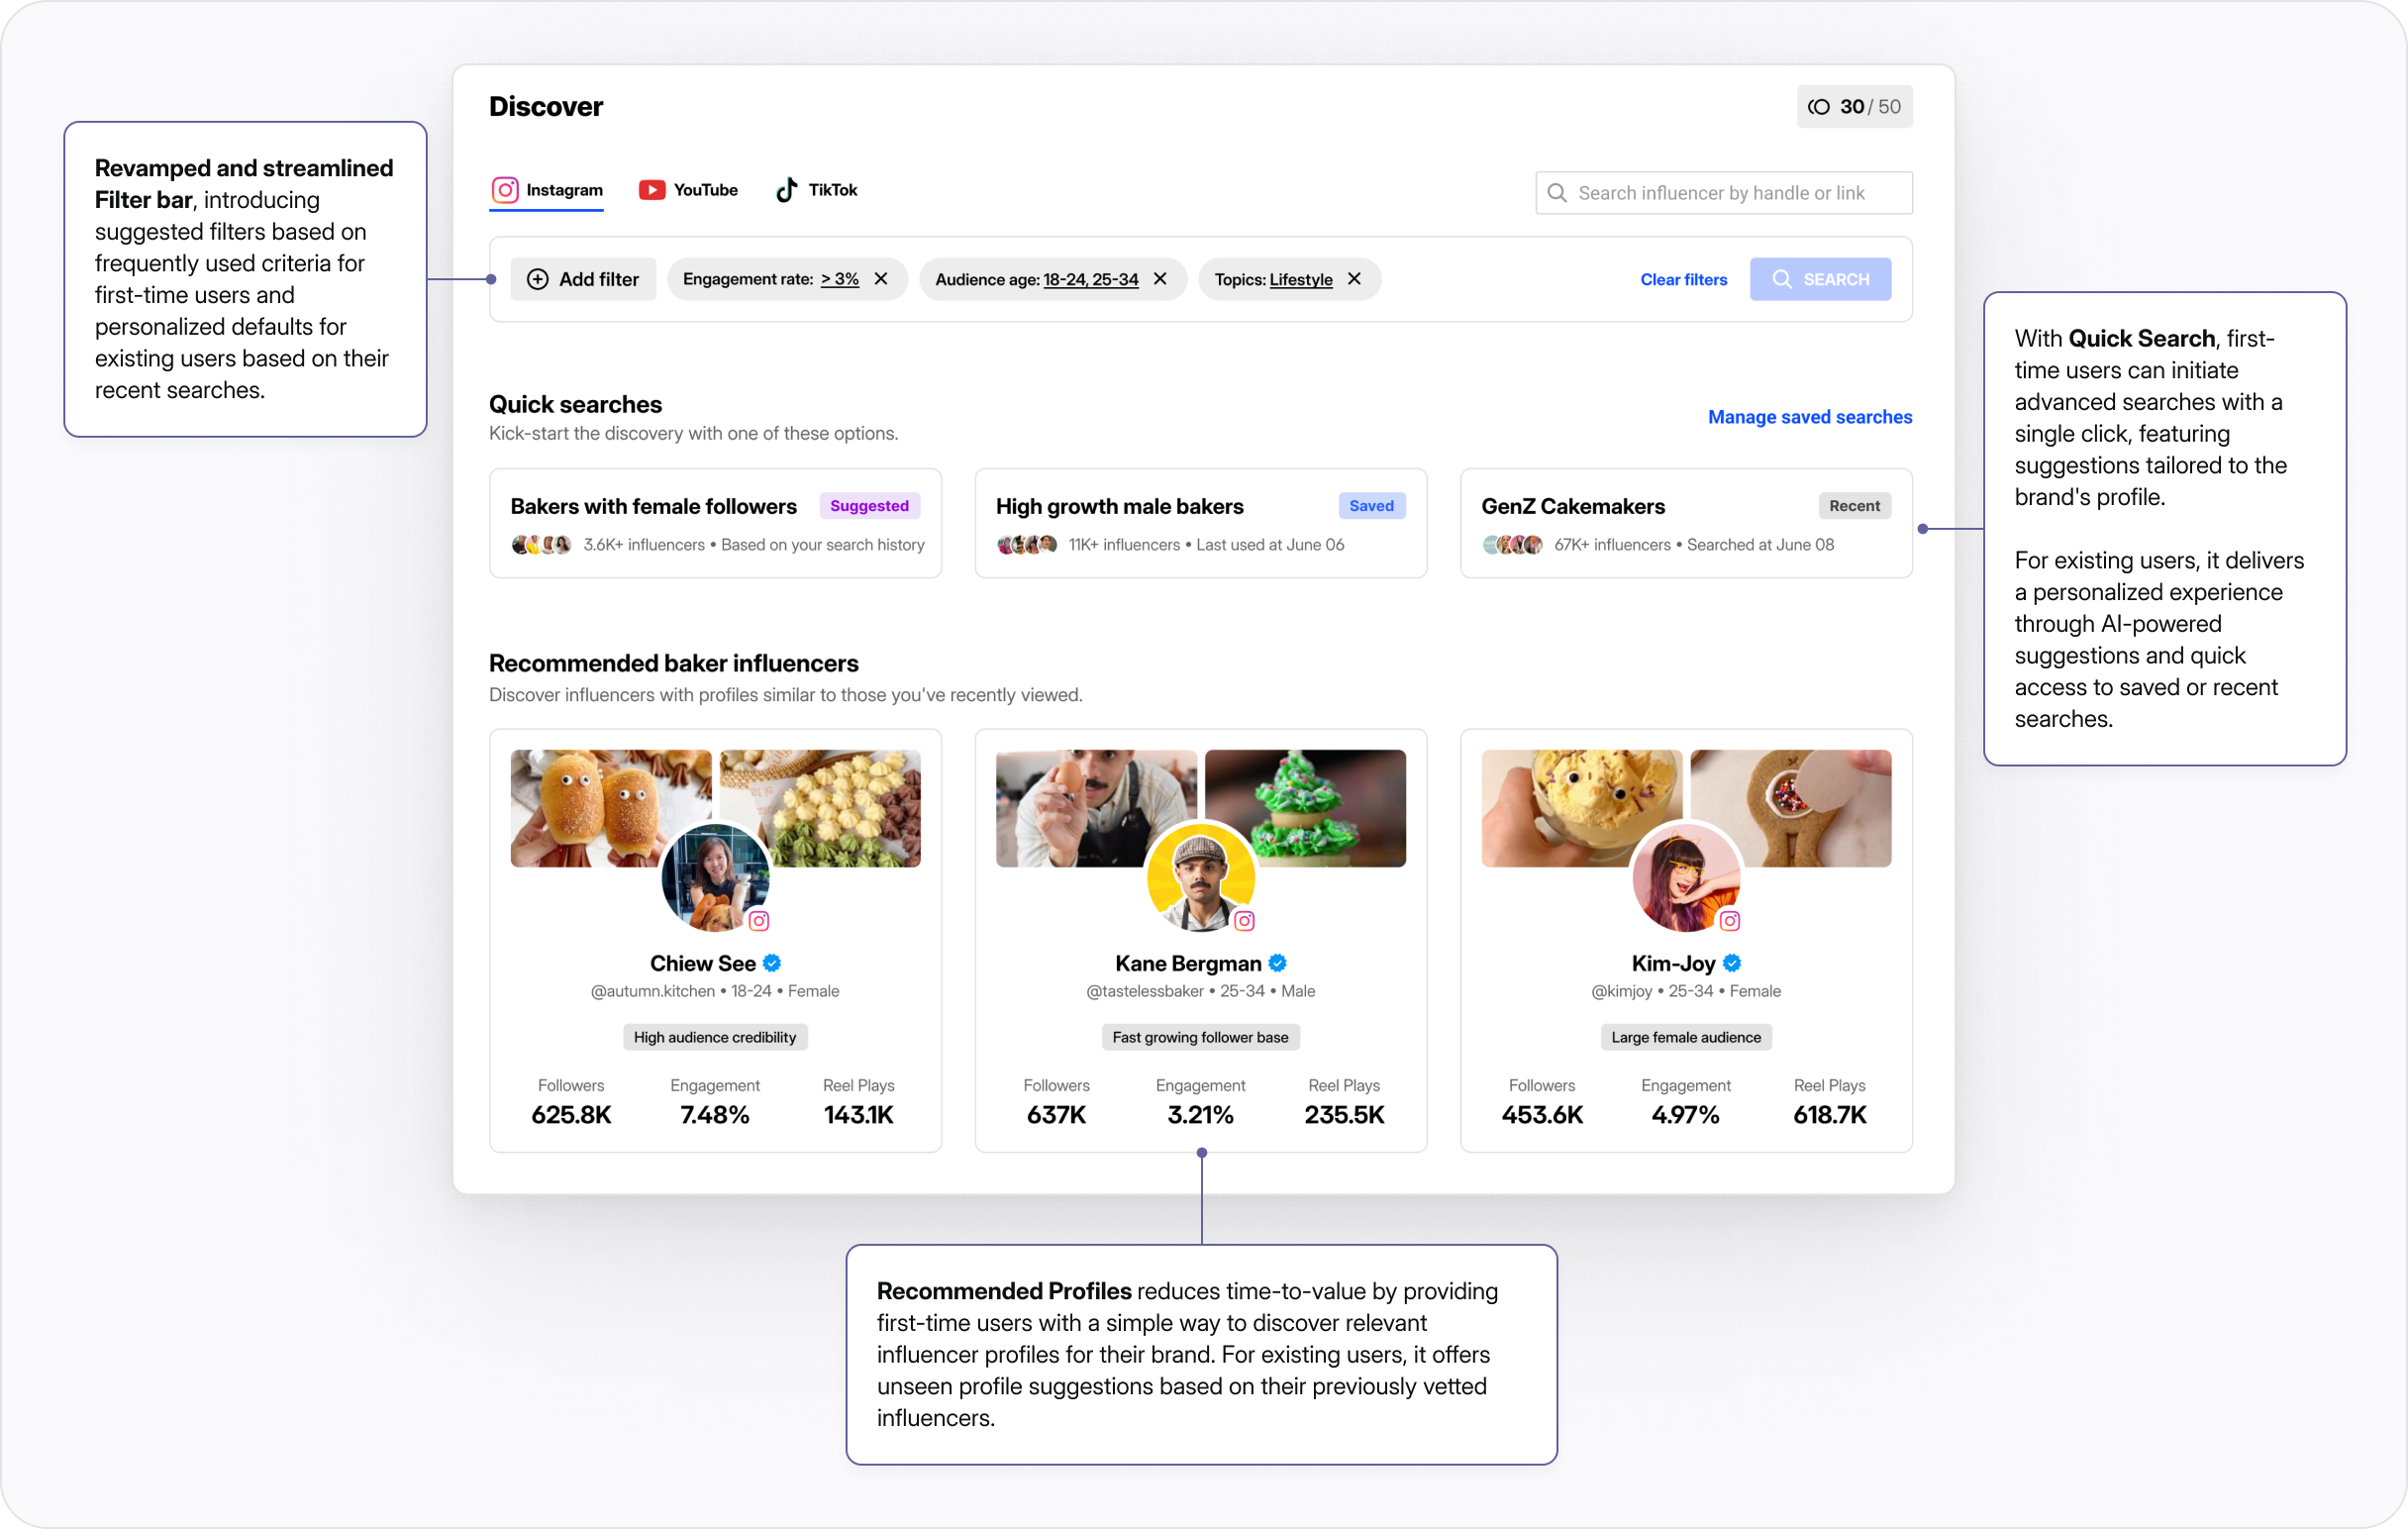 Discover
30 / 50
Revamped and streamlined
Filter bar, introducing
suggested filters based on
frequently used criteria for
first-time users and
personalized defaults for
existing users based on their
recent searches.
Instagram YouTube TikTok
Search influencer by handle or link
Add filter Engagement rate: > 3% Audience age: 18-24, 25-34 Topics: Lifestyle Clear filters SEARCH
With Quick Search, first-
time users can initiate
advanced searches with a
single click, featuring
suggestions tailored to the
brand's profile.
For existing users, it delivers
a personalized experience
through AI-powered
suggestions and quick
access to saved or recent
searches.
Quick searches
Kick-start the discovery with one of these options.
Manage saved searches
Bakers with female followers Suggested
3.6K+ influencers • Based on your search history
High growth male bakers Saved
11K+ influencers • Last used at June 06
GenZ Cakemakers Recent
67K+ influencers • Searched at June 08
Recommended baker influencers
Discover influencers with profiles similar to those you've recently viewed.
Chiew See
@autumn.kitchen • 18-24 • Female
High audience credibility
Followers Engagement Reel Plays
625.8K 7.48% 143.1K
Kane Bergman
@tastelessbaker • 25-34 • Male
Fast growing follower base
Followers Engagement Reel Plays
637K 3.21% 235.5K
Kim-Joy
@kimjoy • 25-34 • Female
Large female audience
Followers Engagement Reel Plays
453.6K 4.97% 618.7K
Recommended Profiles reduces time-to-value by providing
first-time users with a simple way to discover relevant
influencer profiles for their brand. For existing users, it offers
unseen profile suggestions based on their previously vetted
influencers.